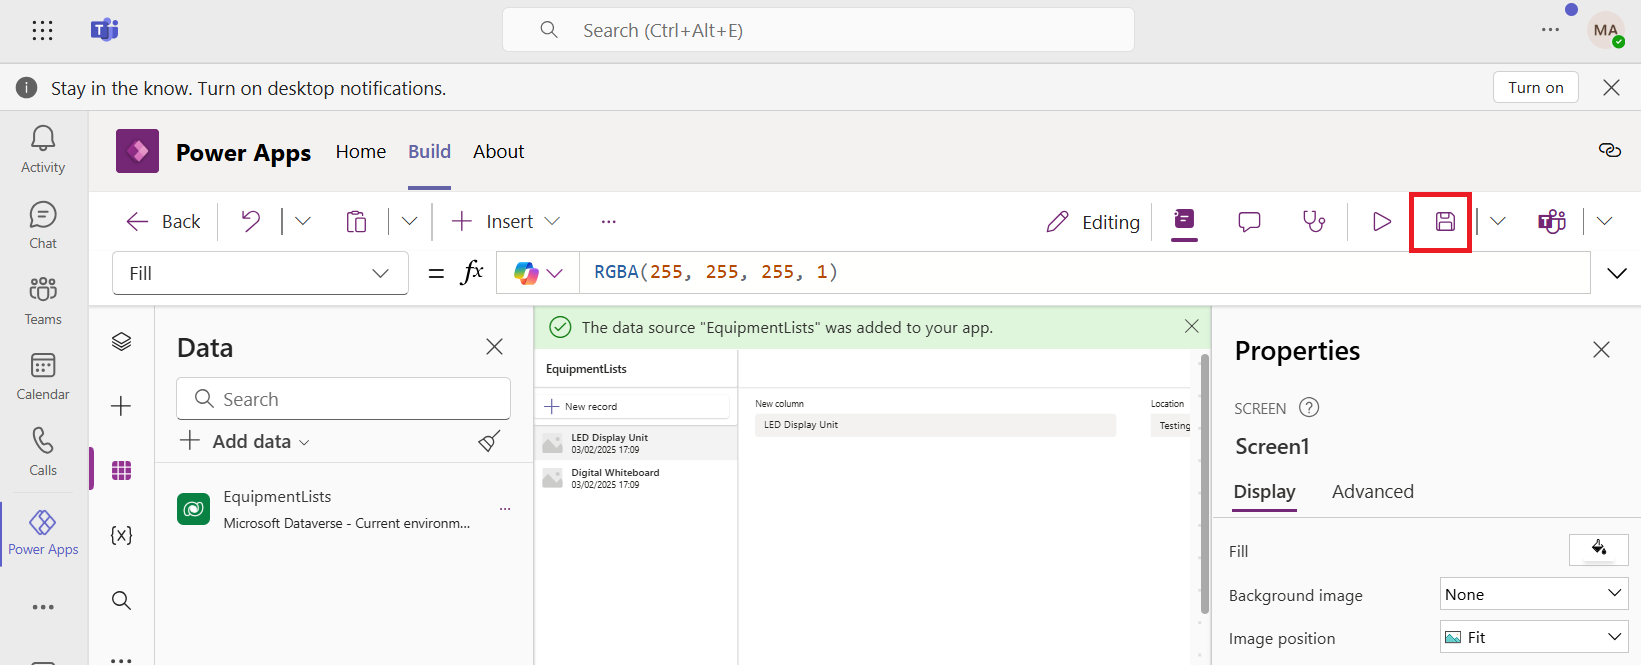 Search (Ctrl+Alt+E)
MA
Stay in the know. Turn on desktop notifications.
Turn on
Activity
Chat
Teams
Calendar
Calls
Power Apps
Power Apps
Home
Build
About
Back
Insert
Editing
Fill
=
fx
RGBA(255, 255, 255, 1)
Data
Search
Add data
EquipmentLists
Microsoft Dataverse - Current environm...
{x}
The data source "EquipmentLists" was added to your app.
EquipmentLists
New record
LED Display Unit
03/02/2025 17:09
Digital Whiteboard
03/02/2025 17:09
New column
LED Display Unit
Location
Testing
Properties
SCREEN
Screen1
Display
Advanced
Fill
Background image
None
Image position
Fit